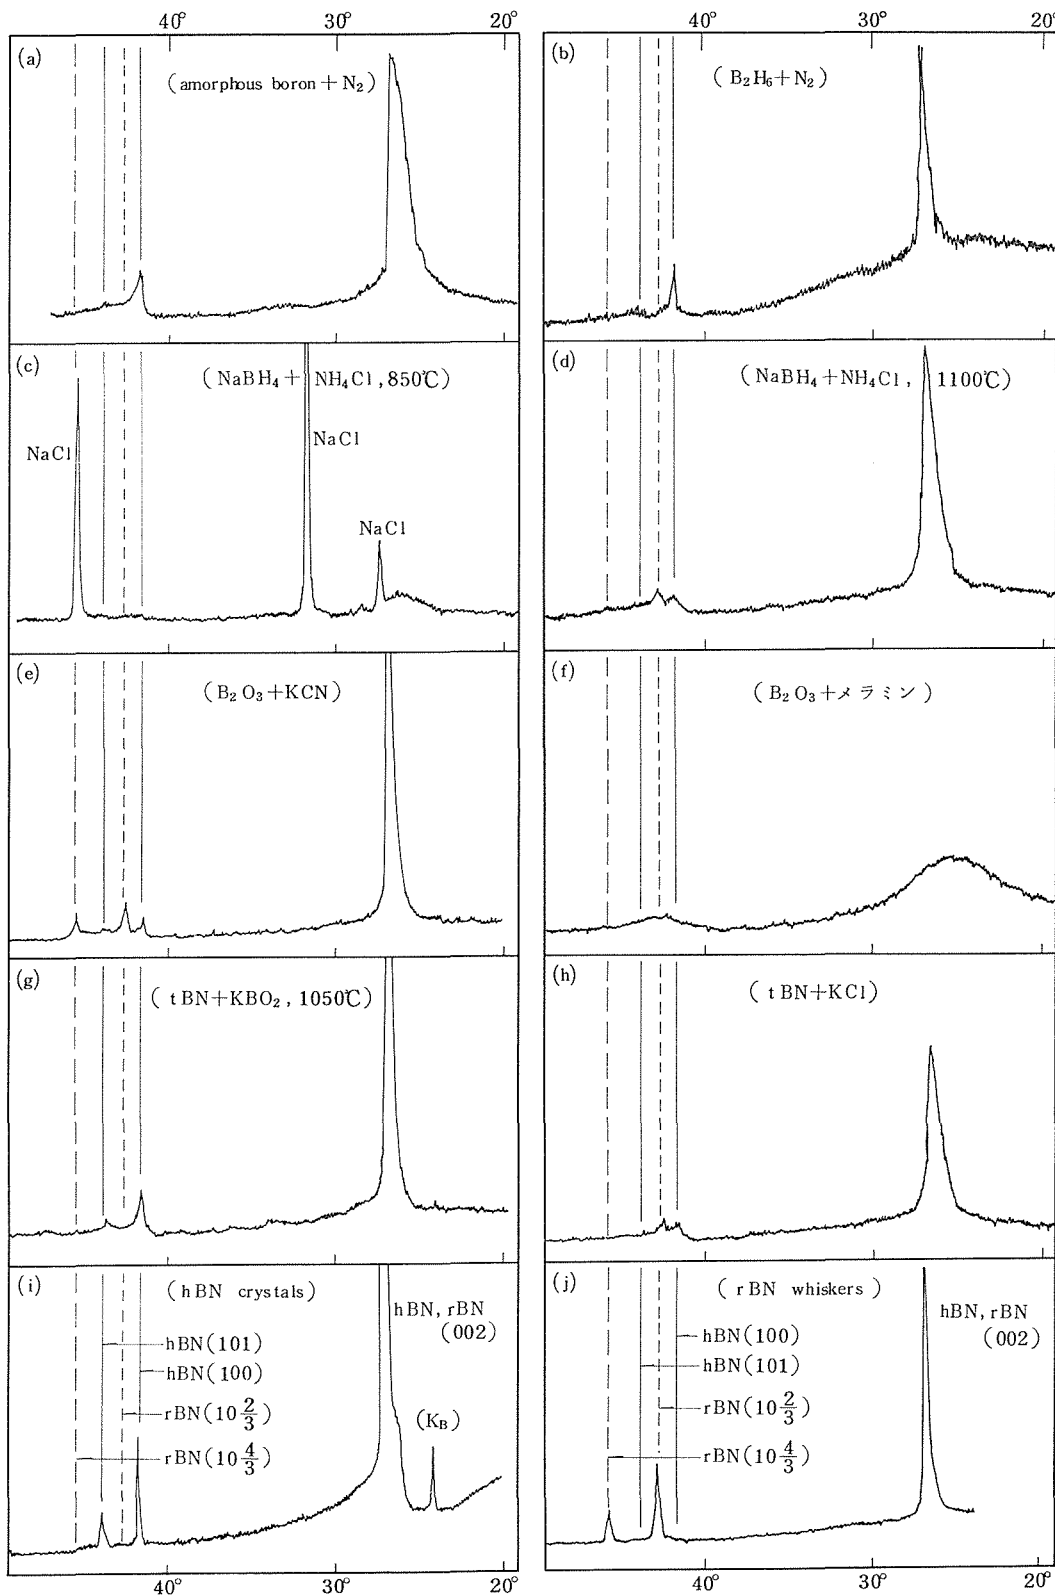 40° 30° 20° 40° 30° 20°
(a)
(amorphous boron+N₂)
(b)
(B₂H₆+N₂)
(c)
(NaBH₄+NH₄Cl,850℃)
NaCl
NaCl
NaCl
(d)
(NaBH₄+NH₄Cl, 1100℃)
(e)
(B₂O₃+KCN)
(f)
(B₂O₃+メラミン)
(g)
(tBN+KBO₂, 1050℃)
(h)
(tBN+KCl)
(i)
(hBN crystals)
hBN, rBN
(002)
hBN(101)
hBN(100)
rBN(10 2/3)
rBN(10 4/3)
(K_B)
(j)
(rBN whiskers)
hBN, rBN
(002)
hBN(100)
hBN(101)
rBN(10 2/3)
rBN(10 4/3)
40° 30° 20° 40° 30° 20°